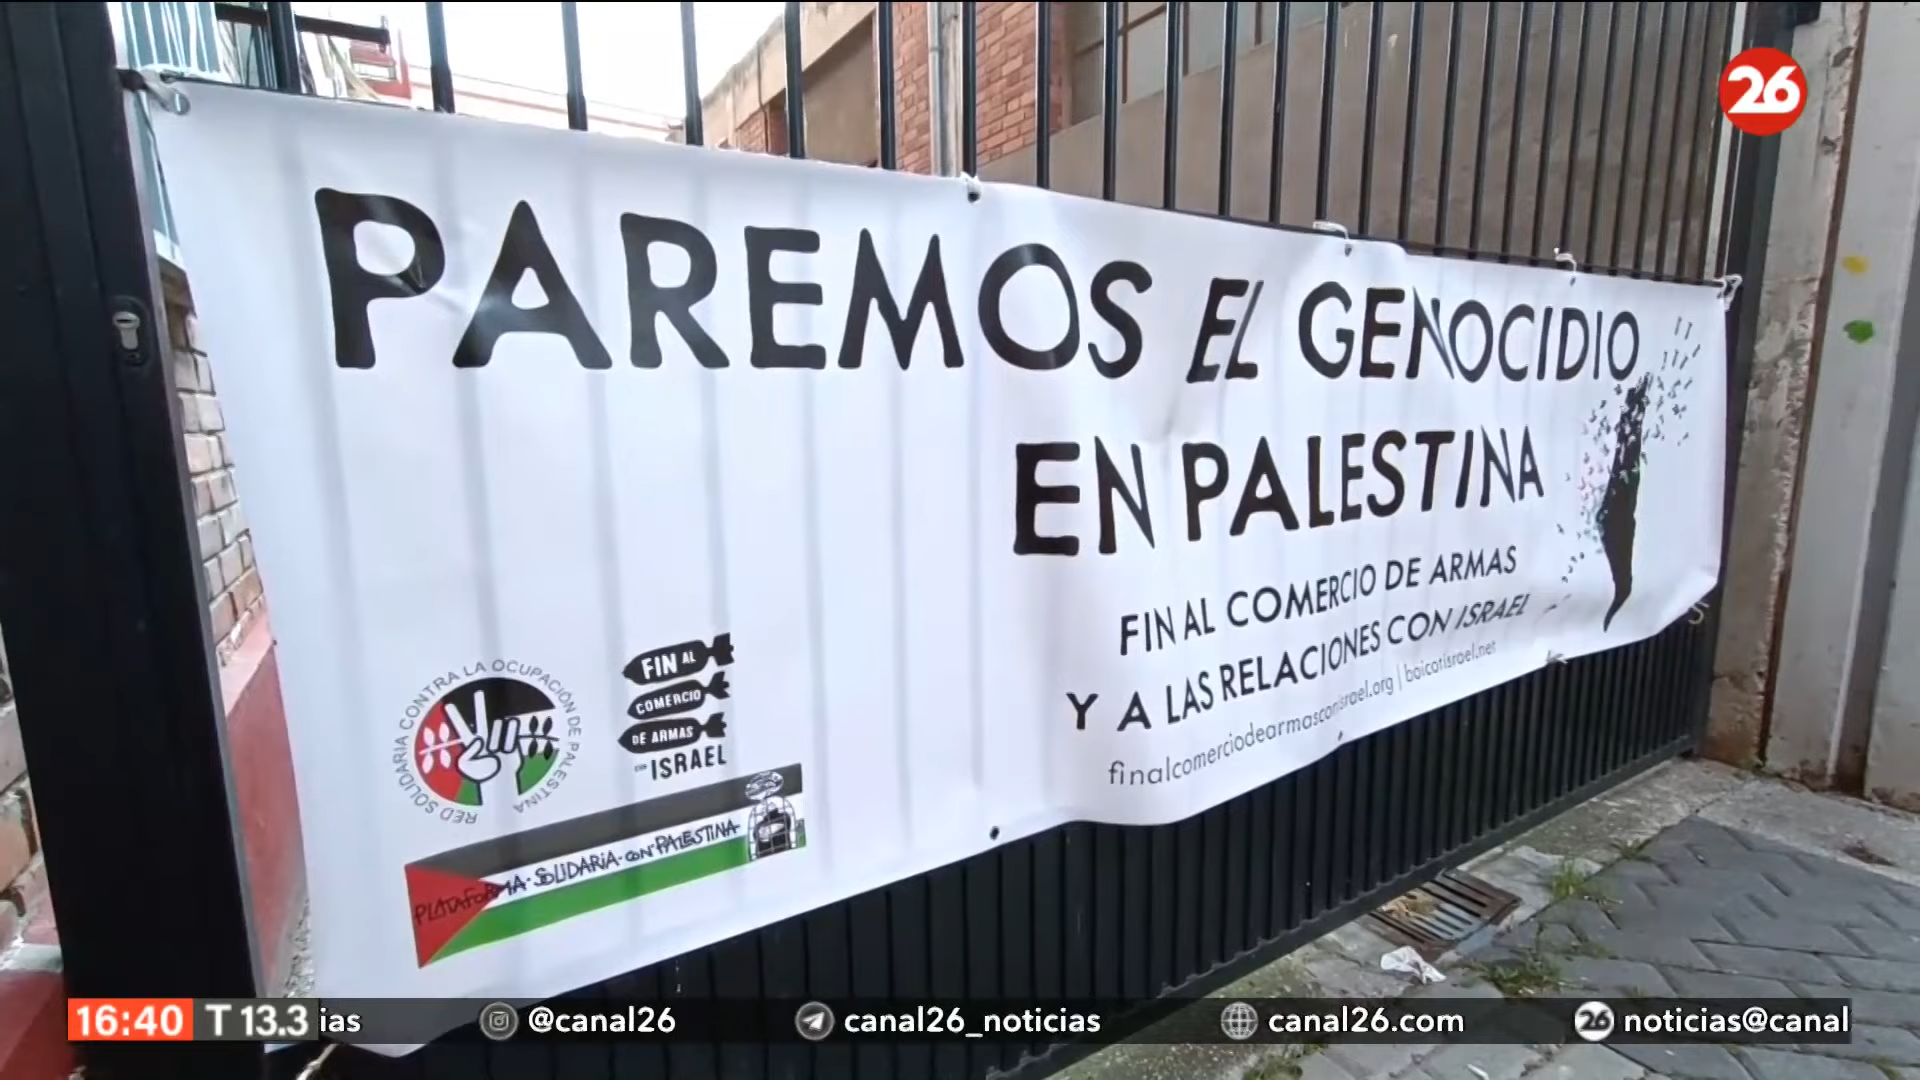 26
PAREMOS EL GENOCIDIO
EN PALESTINA
FIN AL COMERCIO DE ARMAS
Y A LAS RELACIONES CON ISRAEL
finalcomerciodearmasconisrael.org | boicotisrael.net
RED SOLIDARIA CONTRA LA OCUPACIÓN DE PALESTINA
FIN AL
COMERCIO
DE ARMAS
CON ISRAEL
PLATAFORMA · SOLIDARIA · CON · PALESTINA
16:40 T 13.3 ias @canal26 canal26_noticias canal26.com 26 noticias@canal